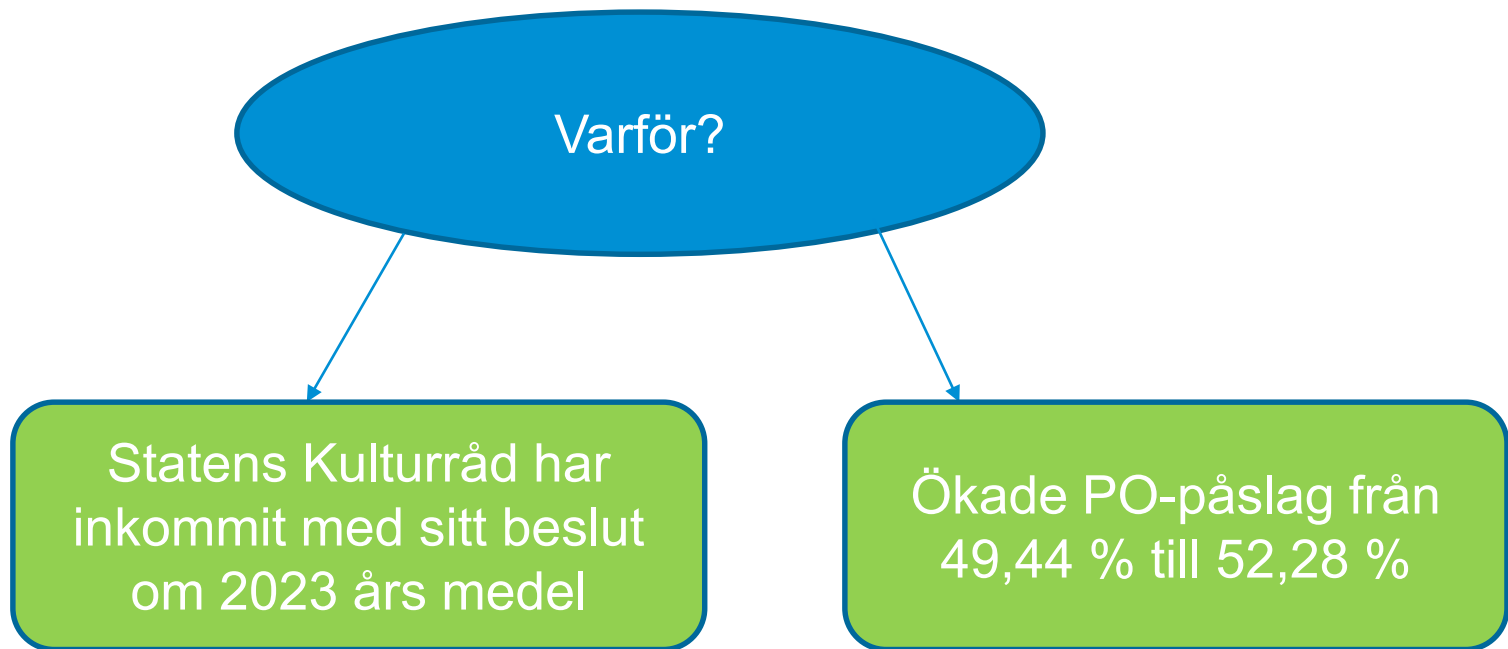 Varför?
Statens Kulturråd har
inkommit med sitt beslut
om 2023 års medel
Ökade PO-påslag från
49,44 % till 52,28 %